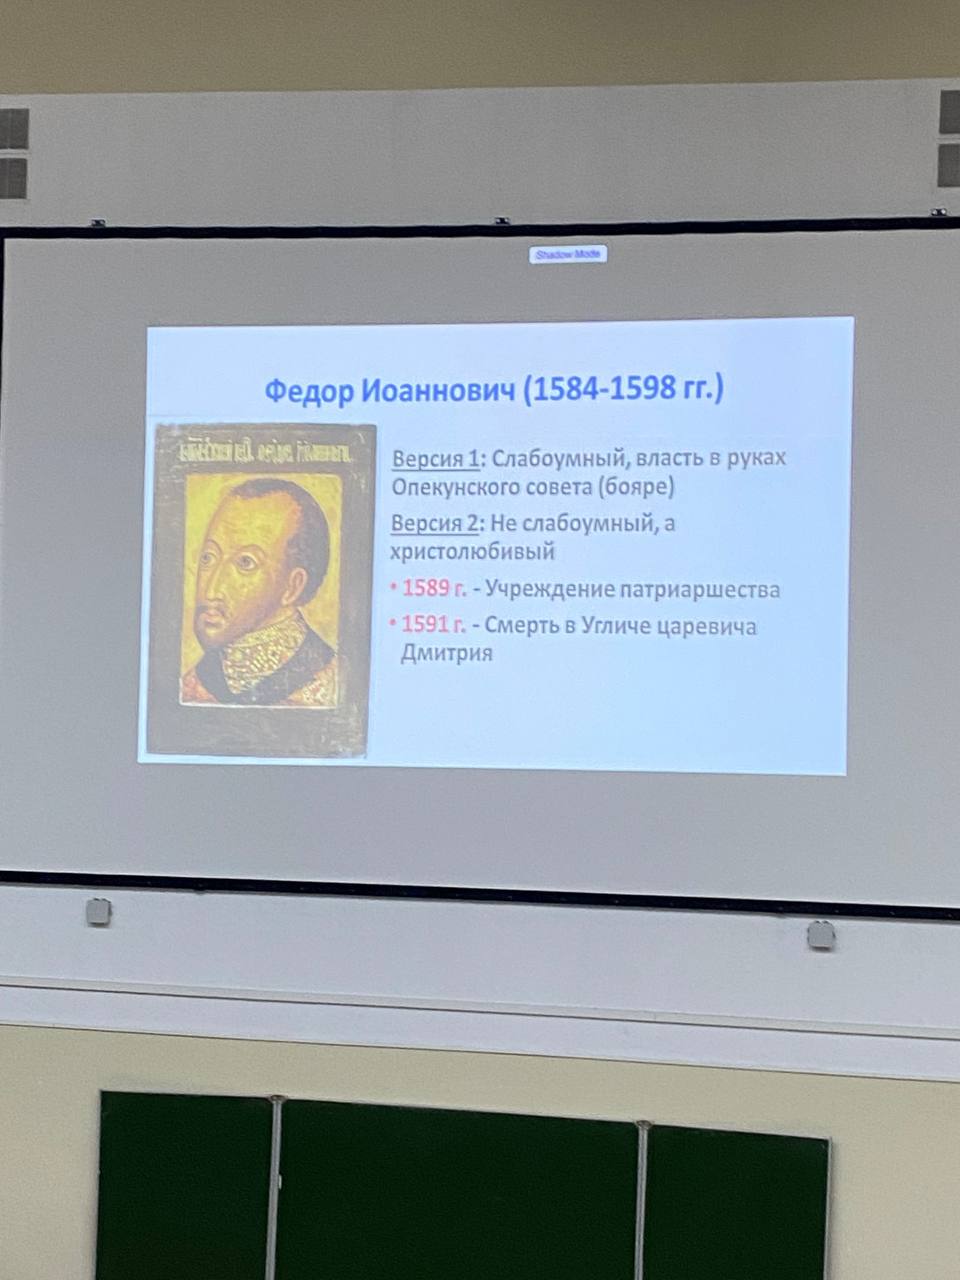 Shadow Mode
Федор Иоаннович (1584-1598 гг.)
Версия 1: Слабоумный, власть в руках
Опекунского совета (бояре)
Версия 2: Не слабоумный, а
христолюбивый
• 1589 г. - Учреждение патриаршества
• 1591 г. - Смерть в Угличе царевича
Дмитрия